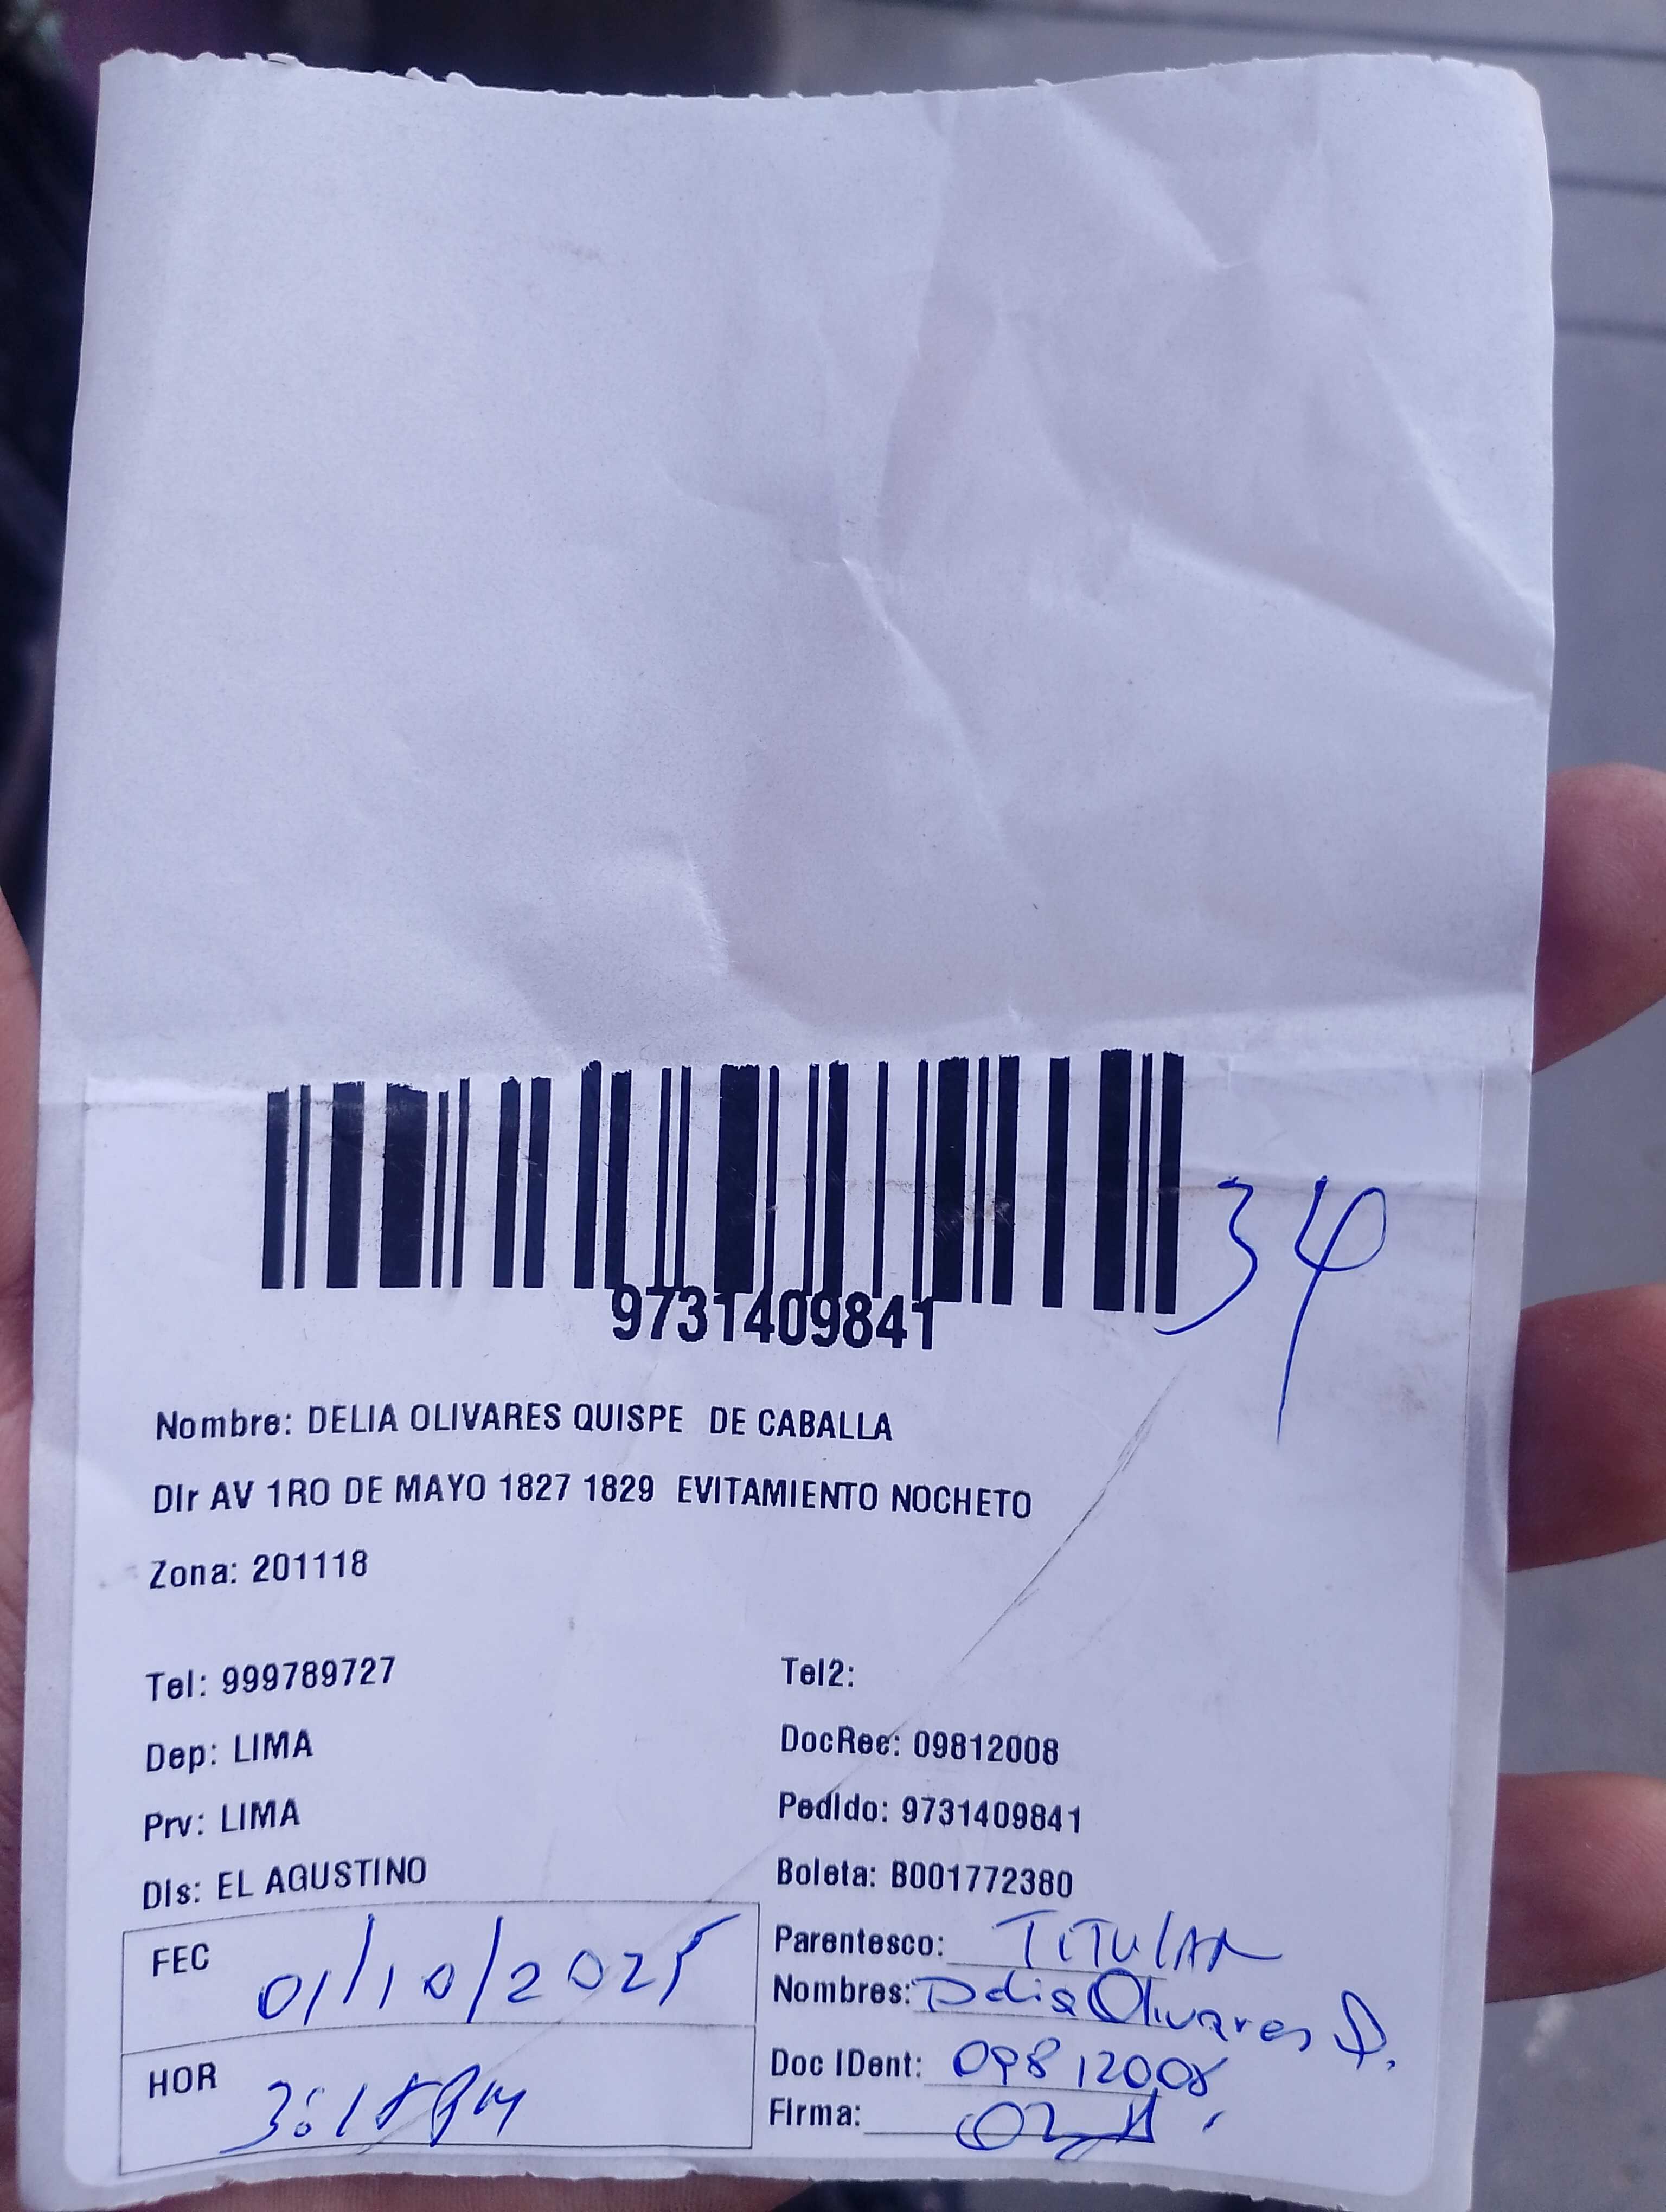 34
9731409841
Nombre: DELIA OLIVARES QUISPE DE CABALLA
Dir AV 1RO DE MAYO 1827 1829 EVITAMIENTO NOCHETO
Zona: 201118
Tel: 999789727 Tel2:
Dep: LIMA DocRec: 09812008
Prv: LIMA Pedido: 9731409841
Dis: EL AGUSTINO Boleta: B001772380
FEC 01/10/2025 Parentesco: TiTulAR
Nombres: Delia Olivares Q.
HOR 3:15PM Doc IDent: 09812008
Firma: